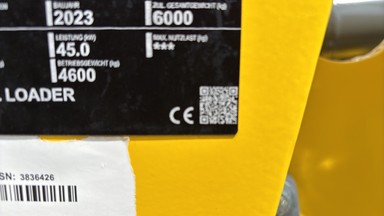 BAUJAHR ZUL. GESAMTGEWICHT (kg)
2023 6000
LEISTUNG (kW) MAX. NUTZLAST (kg)
45.0 ***
BETRIEBSGEWICHT (kg)
4600
LOADER
CE
SN: 3836426